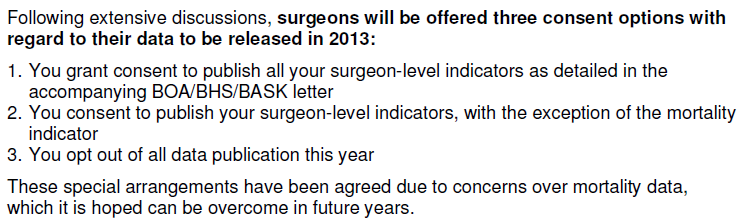 Following extensive discussions, surgeons will be offered three consent options with
regard to their data to be released in 2013:
1. You grant consent to publish all your surgeon-level indicators as detailed in the
accompanying BOA/BHS/BASK letter
2. You consent to publish your surgeon-level indicators, with the exception of the mortality
indicator
3. You opt out of all data publication this year
These special arrangements have been agreed due to concerns over mortality data,
which it is hoped can be overcome in future years.